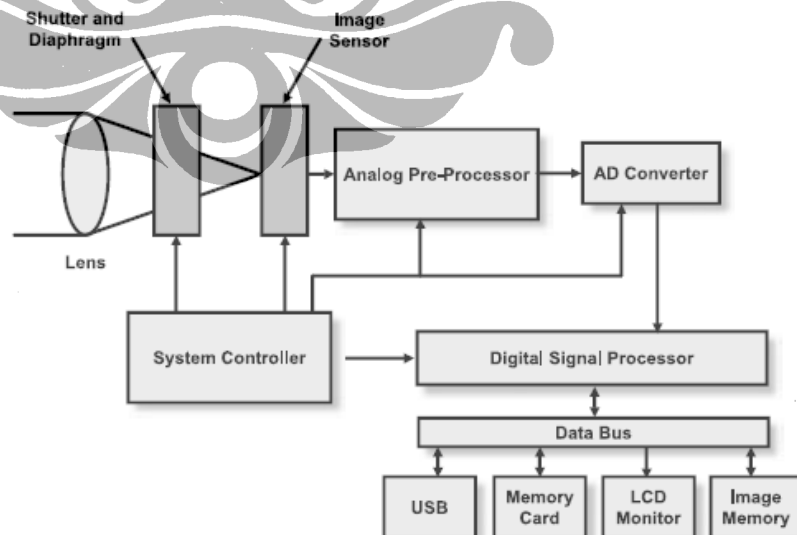 Shutter and
Diaphragm
Image
Sensor
Analog Pre-Processor
AD Converter
Lens
System Controller
Digital Signal Processor
Data Bus
USB
Memory
Card
LCD
Monitor
Image
Memory